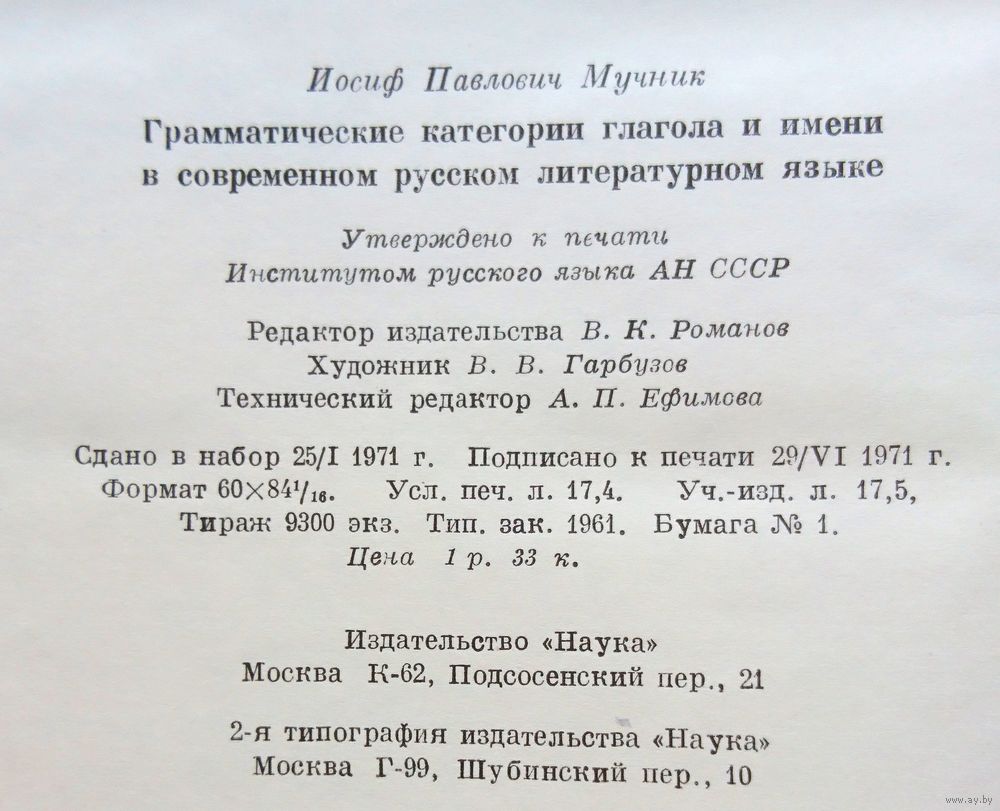 Иосиф Павлович Мучник
Грамматические категории глагола и имени
в современном русском литературном языке
Утверждено к печати
Институтом русского языка АН СССР
Редактор издательства В. К. Романов
Художник В. В. Гарбузов
Технический редактор А. П. Ефимова
Сдано в набор 25/I 1971 г. Подписано к печати 29/VI 1971 г.
Формат 60×84¹/₁₆. Усл. печ. л. 17,4. Уч.-изд. л. 17,5,
Тираж 9300 экз. Тип. зак. 1961. Бумага № 1.
Цена 1 р. 33 к.
Издательство «Наука»
Москва К-62, Подсосенский пер., 21
2-я типография издательства «Наука»
Москва Г-99, Шубинский пер., 10
www.ay.by